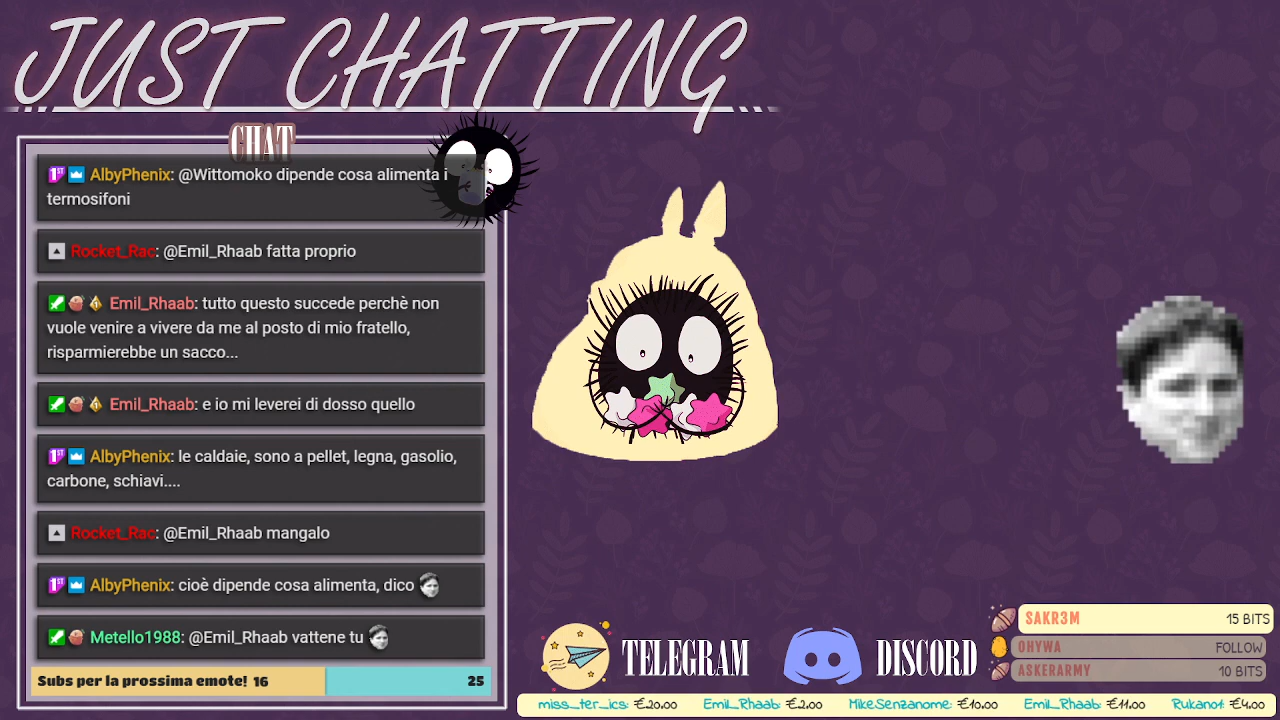 JUST CHATTING
CHAT
AlbyPhenix: @Wittomoko dipende cosa alimenta i
termosifoni
Rocket_Rac: @Emil_Rhaab fatta proprio
Emil_Rhaab: tutto questo succede perchè non
vuole venire a vivere da me al posto di mio fratello,
risparmierebbe un sacco...
Emil_Rhaab: e io mi leverei di dosso quello
AlbyPhenix: le caldaie, sono a pellet, legna, gasolio,
carbone, schiavi....
Rocket_Rac: @Emil_Rhaab mangalo
AlbyPhenix: cioè dipende cosa alimenta, dico
Metello1988: @Emil_Rhaab vattene tu
Subs per la prossima emote! 16 25
TELEGRAM
DISCORD
SAKR3M 15 BITS
OHYWA FOLLOW
ASKERARMY 10 BITS
miss_ter_ics: €20.00 Emil_Rhaab: €2.00 MikeSenzanome: €10.00 Emil_Rhaab: €11.00 Rukano1: €4.00